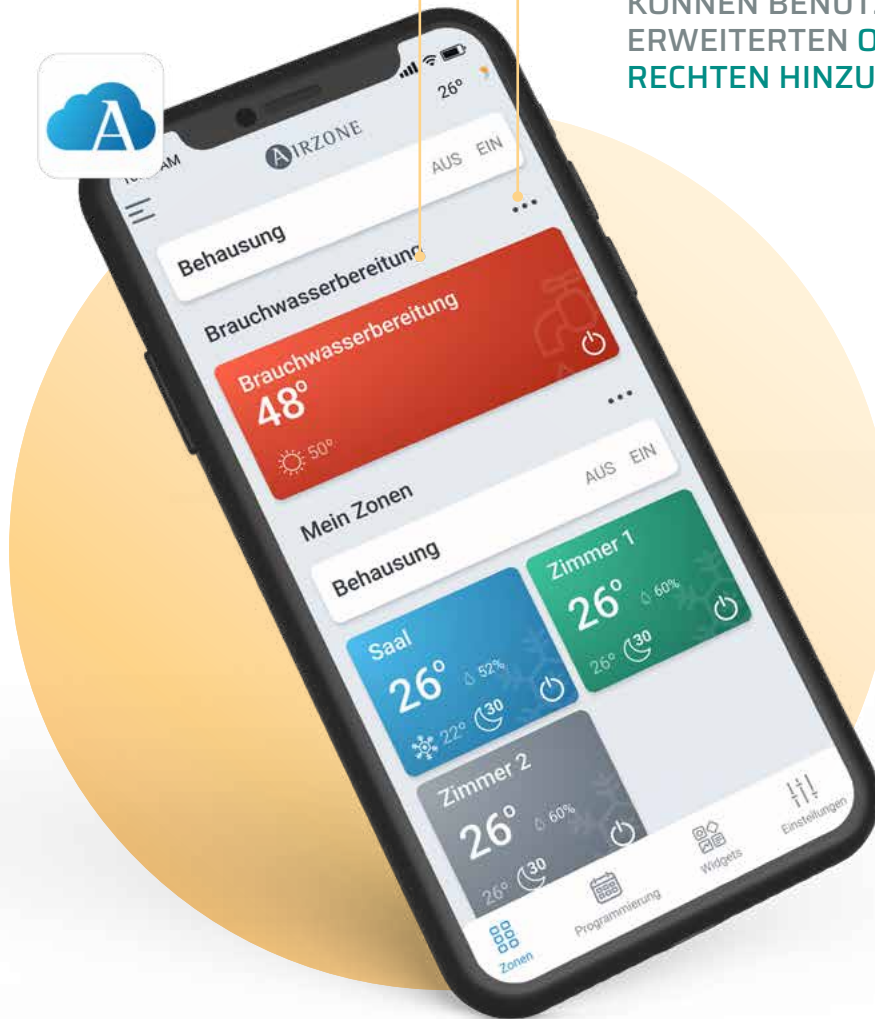 KÖNNEN BENUTZ
ERWEITERTEN O
RECHTEN HINZU
A
AM
AIRZONE
26°
Behausung
AUS EIN
Brauchwasserbereitung
Brauchwasserbereitung
48°
50°
Mein Zonen
Behausung
AUS EIN
Saal
26° 52%
22° 30
Zimmer 1
26° 60%
26° 30
Zimmer 2
26° 60%
26° 30
Zonen
Programmierung
Widgets
Einstellungen